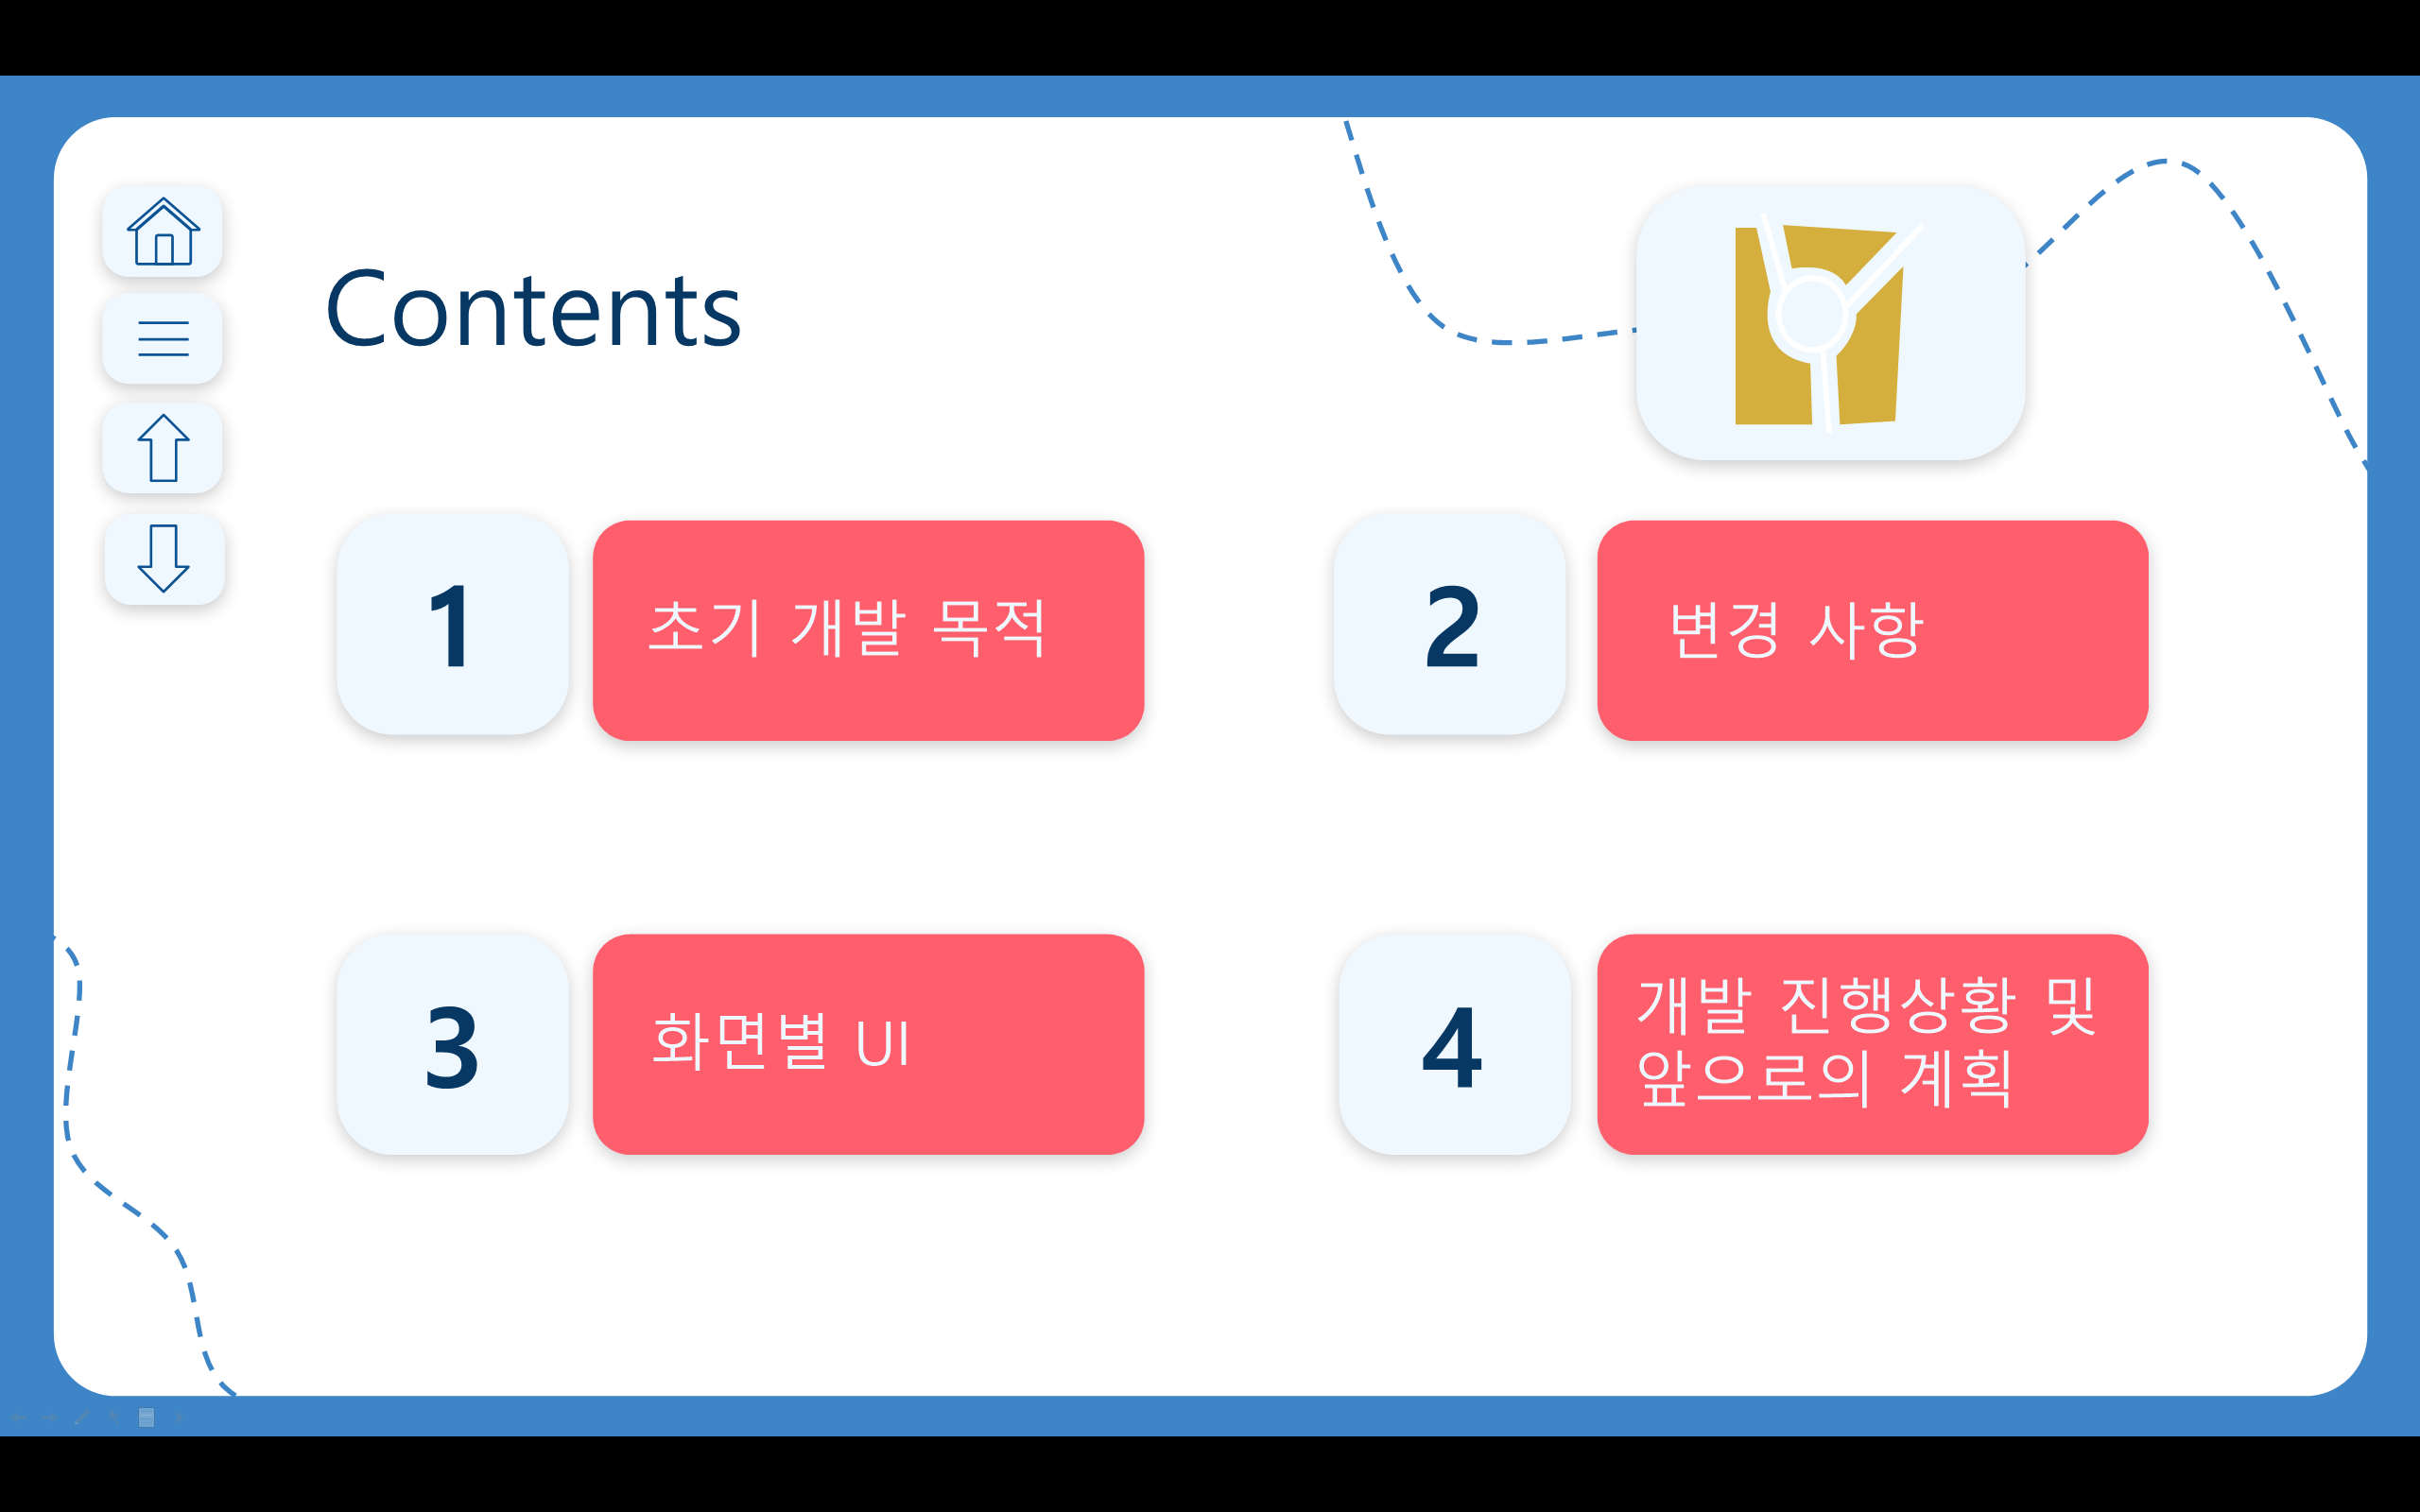 Contents
1
초기 개발 목적
2
변경 사항
3
화면별 UI
4
개발 진행상황 및
앞으로의 계획